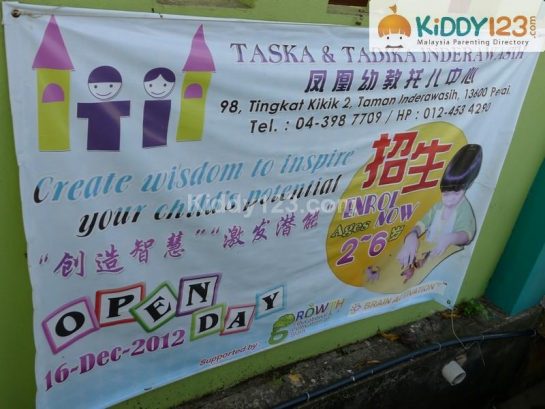 KiDDY123.com
Malaysia Parenting Directory
TASKA & TADIKA INDERAWASIH
凤凰幼教托儿中心
98, Tingkat Kikik 2, Taman Inderawasih, 13600 Perai.
Tel. : 04-398 7709 / HP : 012-453 4290
Create wisdom to inspire
your child's potential
Kiddy123.com
"创造智慧" "激发潜能"
招生
ENROL
NOW
Ages
2-6岁
OPEN
DAY
16-Dec-2012
Supported by:
GROWTH
BRAIN